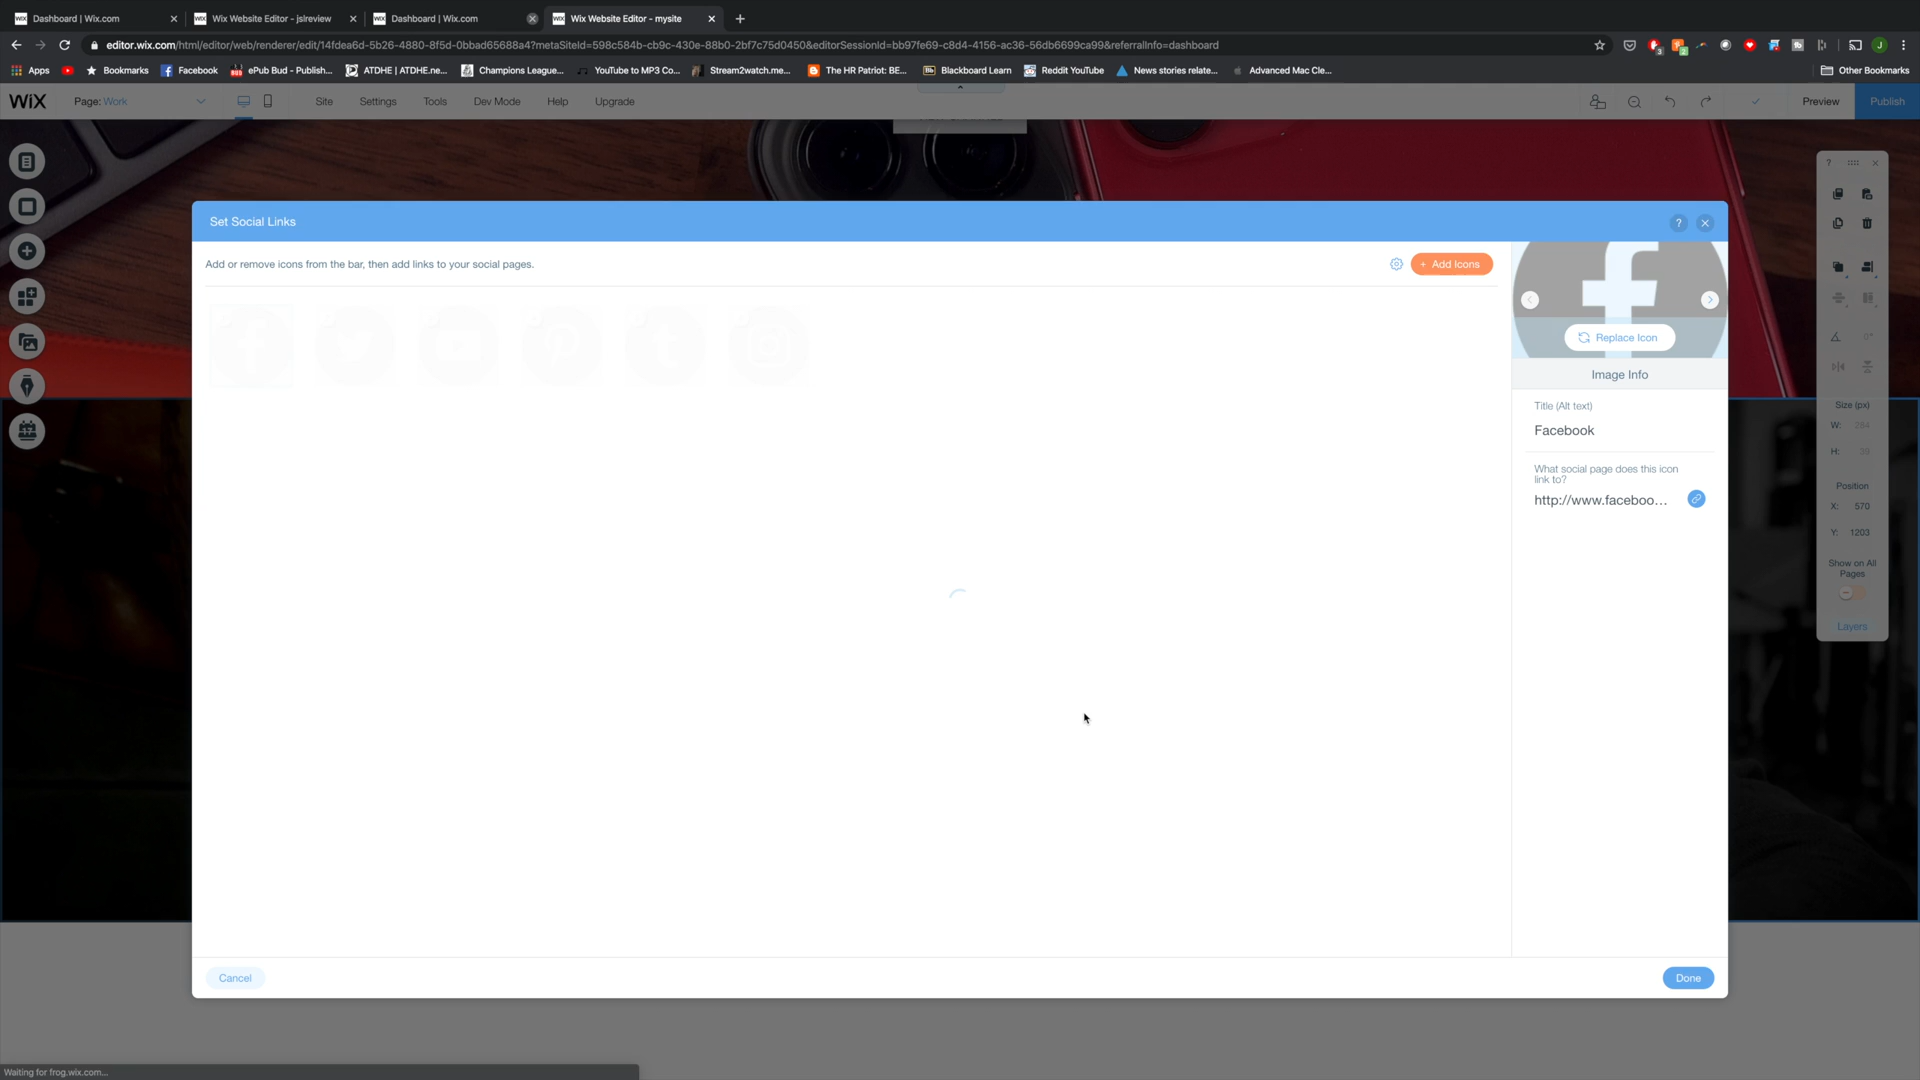 Dashboard | Wix.com
Wix Website Editor - jslreview
Dashboard | Wix.com
Wix Website Editor - mysite
editor.wix.com/html/editor/web/renderer/edit/14fdea6d-5b26-4880-8f5d-0bbad65688a4?metaSiteId=598c584b-cb9c-430e-88b0-2bf7c75d0450&editorSessionId=bb97fe69-c8d4-4156-ac36-56db6699ca99&referralInfo=dashboard
Apps Bookmarks Facebook ePub Bud - Publish... ATDHE | ATDHE.ne... Champions League... YouTube to MP3 Co... Stream2watch.me... The HR Patriot: BE... Blackboard Learn Reddit YouTube News stories relate... Advanced Mac Cle... Other Bookmarks
WiX Page: Work Site Settings Tools Dev Mode Help Upgrade Preview Publish
Set Social Links
Add or remove icons from the bar, then add links to your social pages.
+ Add Icons
Replace Icon
Image Info
Title (Alt text)
Facebook
What social page does this icon
link to?
http://www.faceboo...
Size (px)
W: 284
H: 39
Position
X: 570
Y: 1203
Show on All
Pages
Layers
Cancel
Done
Waiting for frog.wix.com...